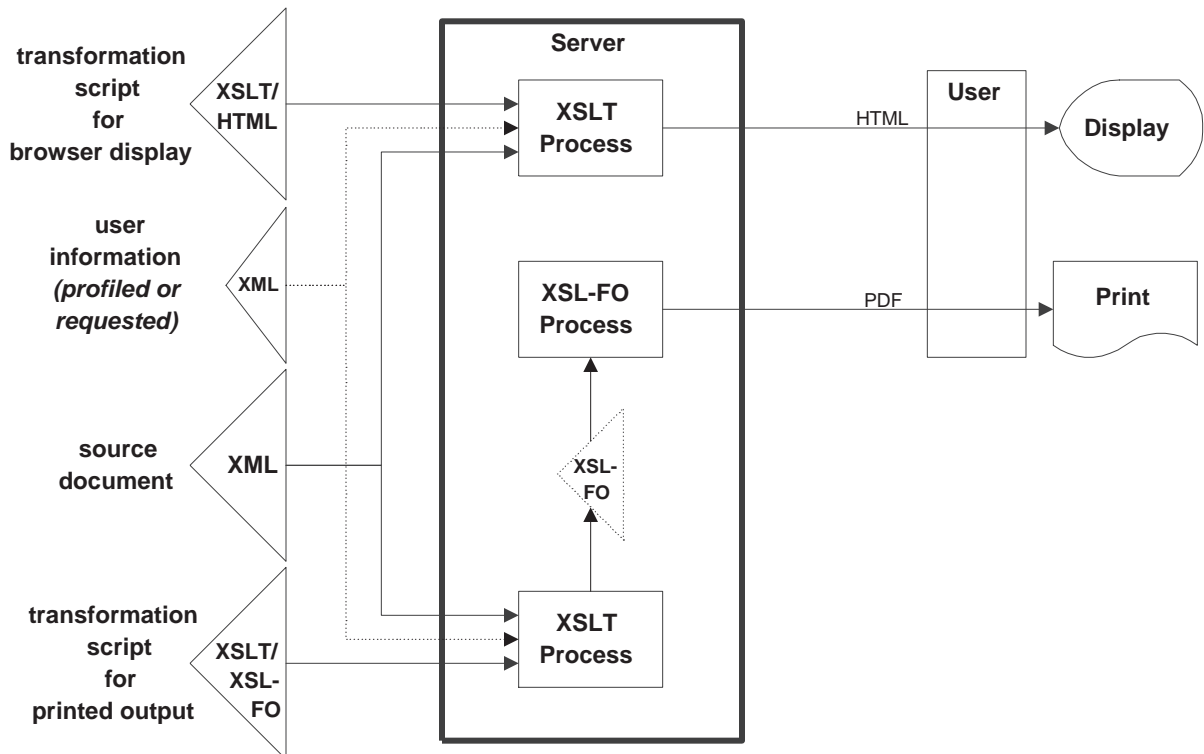 transformation
script
for
browser display
XSLT/
HTML
user
information
(profiled or
requested)
XML
source
document
XML
transformation
script
for
printed output
XSLT/
XSL-
FO
Server
XSLT
Process
XSL-FO
Process
XSL-
FO
XSLT
Process
HTML
PDF
User
Display
Print